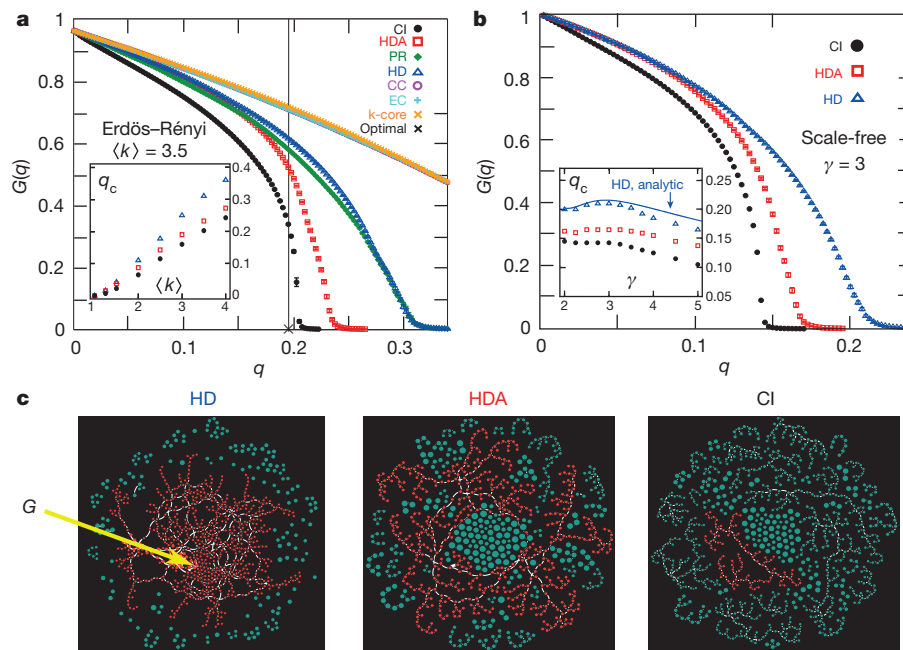 a
G(q)
1
0.8
0.6
0.4
0.2
0
0
0.1
0.2
0.3
q
CI
HDA
PR
HD
CC
EC
k-core
Optimal
Erdös–Rényi
⟨k⟩ = 3.5
q_c
0.4
0.3
0.2
0.1
0
1
2
3
4
⟨k⟩
b
G(q)
1
0.8
0.6
0.4
0.2
0
0
0.1
0.2
q
CI
HDA
HD
Scale-free
γ = 3
q_c
HD, analytic
0.25
0.20
0.15
0.10
0.05
2
3
4
5
γ
c
HD
HDA
CI
G